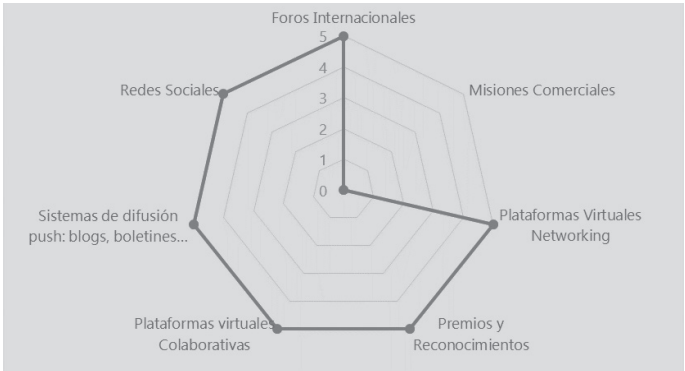 Foros Internacionales
5
4
3
2
1
0
Misiones Comerciales
Plataformas Virtuales
Networking
Premios y
Reconocimientos
Plataformas virtuales
Colaborativas
Sistemas de difusión
push: blogs, boletines...
Redes Sociales